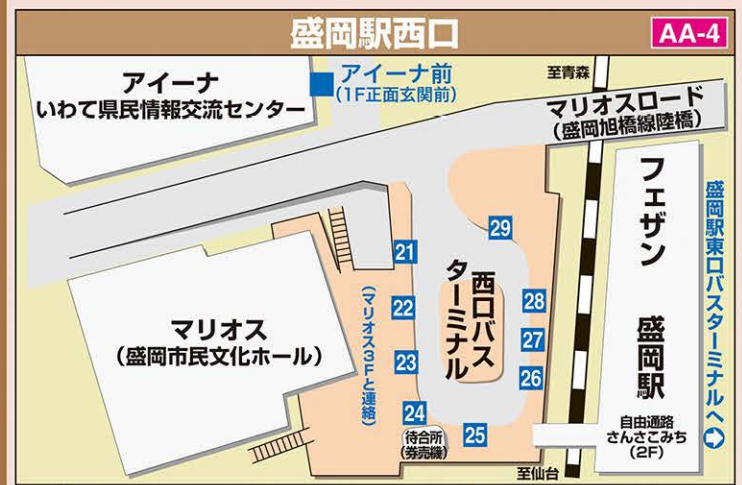 盛岡駅西口
AA-4
アイーナ
いわて県民情報交流センター
アイーナ前
(1F正面玄関前)
至青森
マリオスロード
(盛岡旭橋線陸橋)
フェザン
盛岡駅
自由通路
さんさこみち
(2F)
盛岡駅東口バスターミナルへ
マリオス
(盛岡市民文化ホール)
(マリオス3Fと連絡)
西口バス
ターミナル
21
22
23
24
25
26
27
28
29
待合所
(券売機)
至仙台